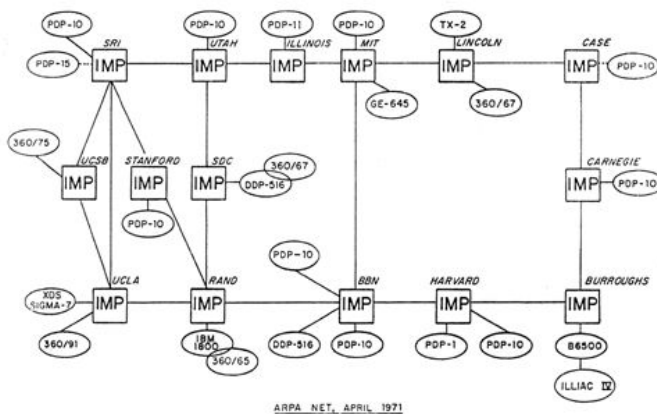 PDP-10
PDP-10
PDP-11
PDP-10
TX-2
SRI
UTAH
ILLINOIS
MIT
LINCOLN
CASE
PDP-15
IMP
IMP
IMP
IMP
IMP
IMP
PDP-10
GE-645
360/67
360/75
UCSB
STANFORD
SDC
360/67
CARNEGIE
IMP
IMP
IMP
DDP-516
IMP
PDP-10
PDP-10
PDP-10
UCLA
RAND
BBN
HARVARD
BURROUGHS
XDS
SIGMA-7
IMP
IMP
IMP
IMP
IMP
360/91
IBM
1800
360/65
DDP-516
PDP-10
PDP-1
PDP-10
B6500
ILLIAC IV
ARPA NET, APRIL 1971